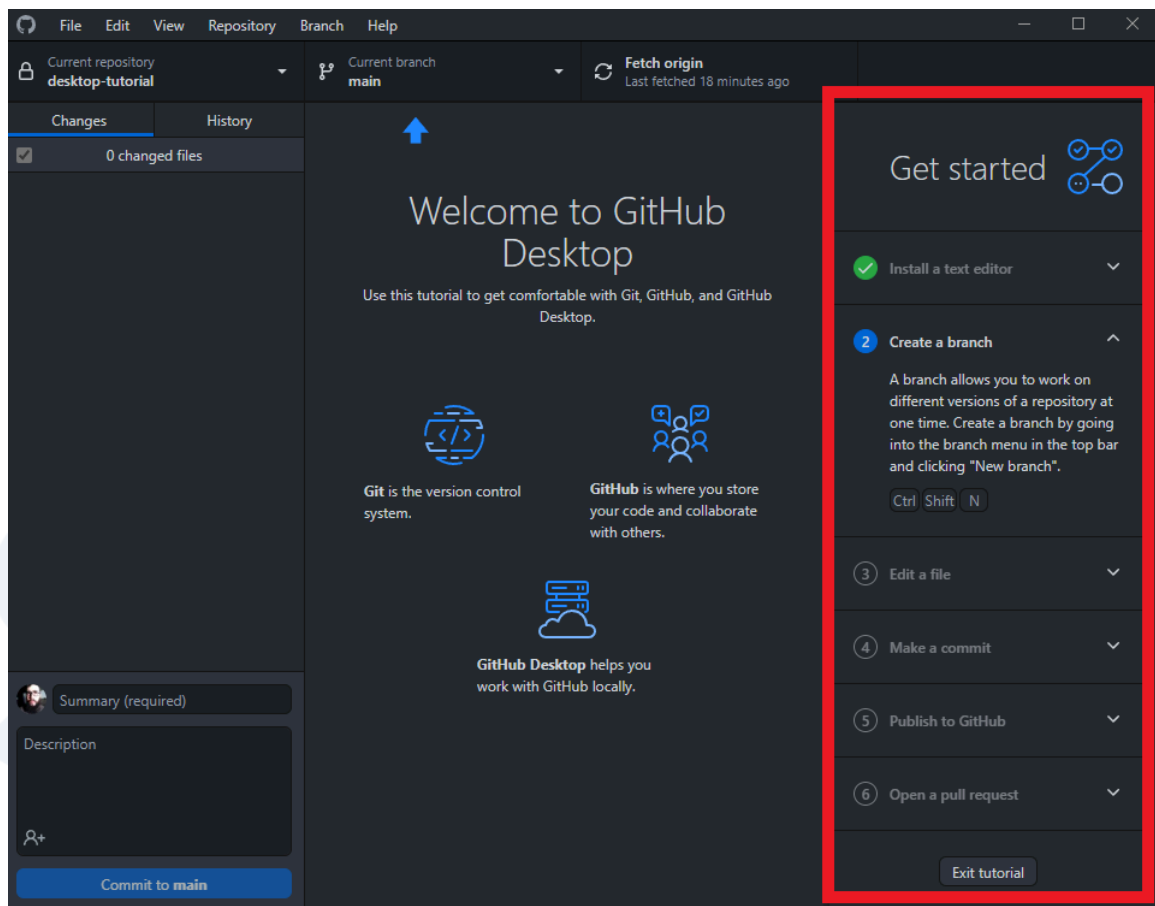 File Edit View Repository Branch Help
Current repository
desktop-tutorial
Current branch
main
Fetch origin
Last fetched 18 minutes ago
Changes History
0 changed files
Summary (required)
Description
Commit to main
Welcome to GitHub
Desktop
Use this tutorial to get comfortable with Git, GitHub, and GitHub
Desktop.
Git is the version control
system.
GitHub is where you store
your code and collaborate
with others.
GitHub Desktop helps you
work with GitHub locally.
Get started
Install a text editor
2 Create a branch
A branch allows you to work on
different versions of a repository at
one time. Create a branch by going
into the branch menu in the top bar
and clicking "New branch".
Ctrl Shift N
3 Edit a file
4 Make a commit
5 Publish to GitHub
6 Open a pull request
Exit tutorial